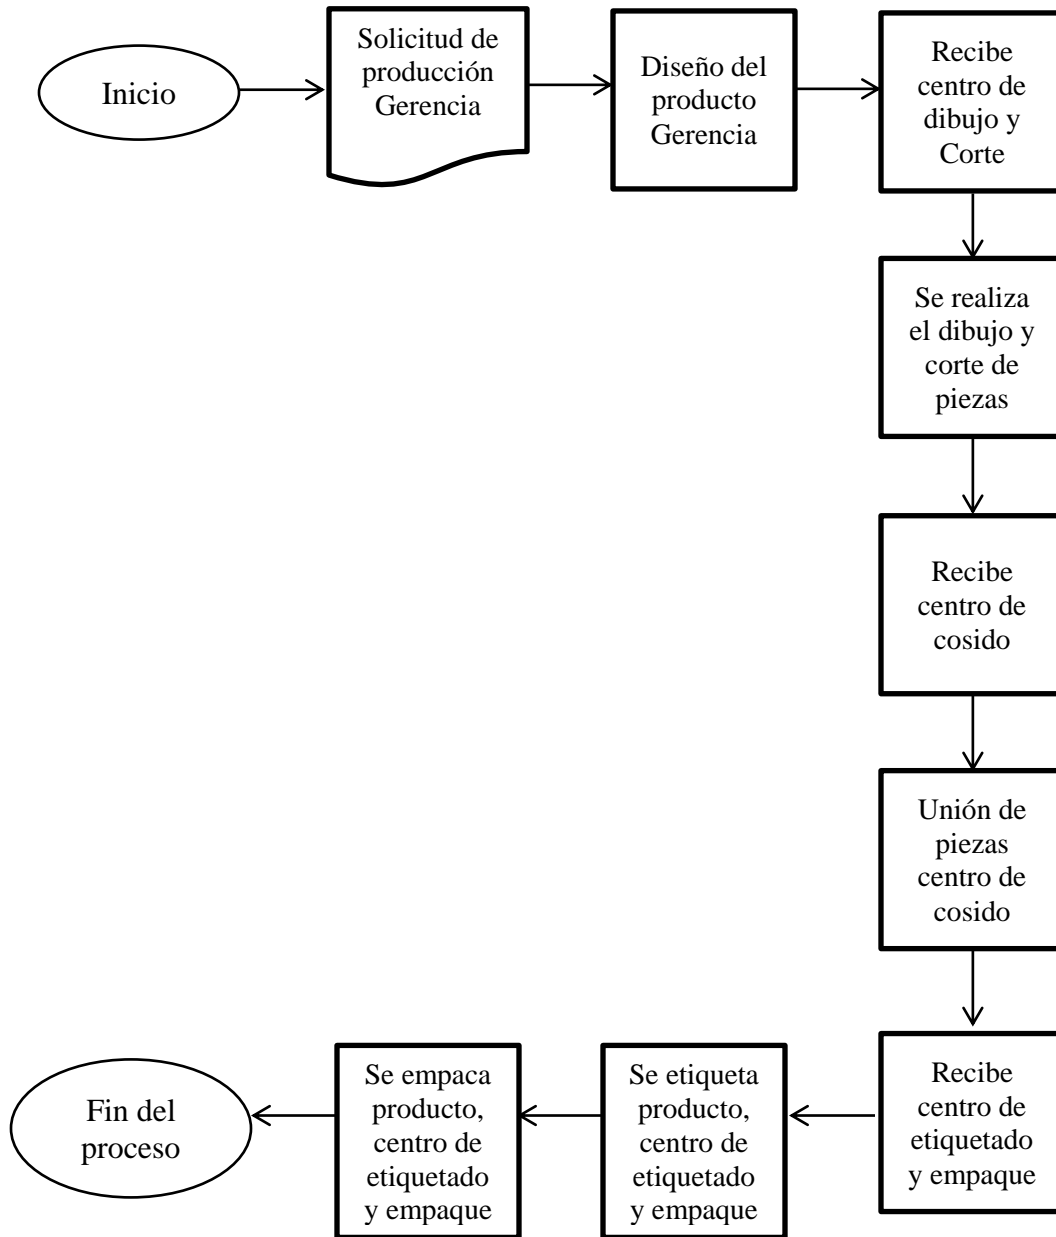 Inicio
Solicitud de
producción
Gerencia
Diseño del
producto
Gerencia
Recibe
centro de
dibujo y
Corte
Se realiza
el dibujo y
corte de
piezas
Recibe
centro de
cosido
Unión de
piezas
centro de
cosido
Recibe
centro de
etiquetado
y empaque
Se etiqueta
producto,
centro de
etiquetado
y empaque
Se empaca
producto,
centro de
etiquetado
y empaque
Fin del
proceso